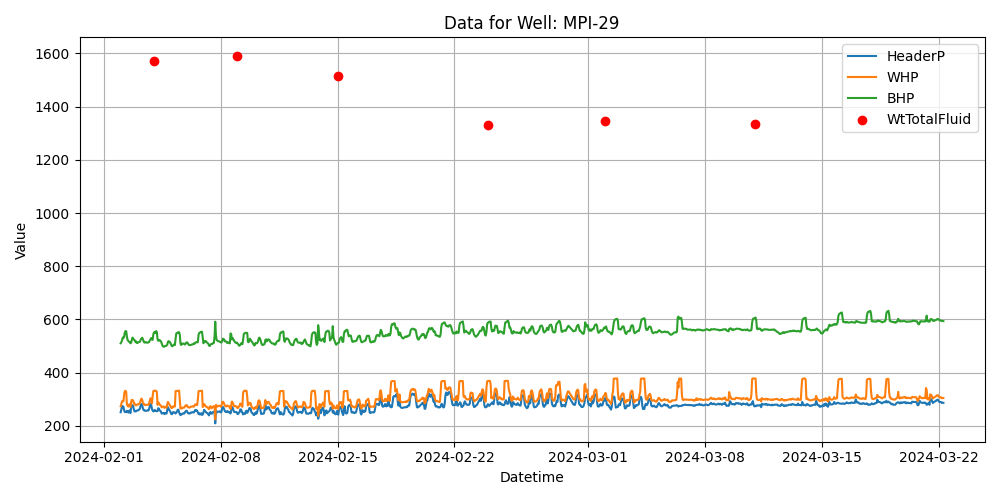 Data for Well: MPI-29
HeaderP
WHP
BHP
WtTotalFluid
Value
1600
1400
1200
1000
800
600
400
200
2024-02-01 2024-02-08 2024-02-15 2024-02-22 2024-03-01 2024-03-08 2024-03-15 2024-03-22
Datetime